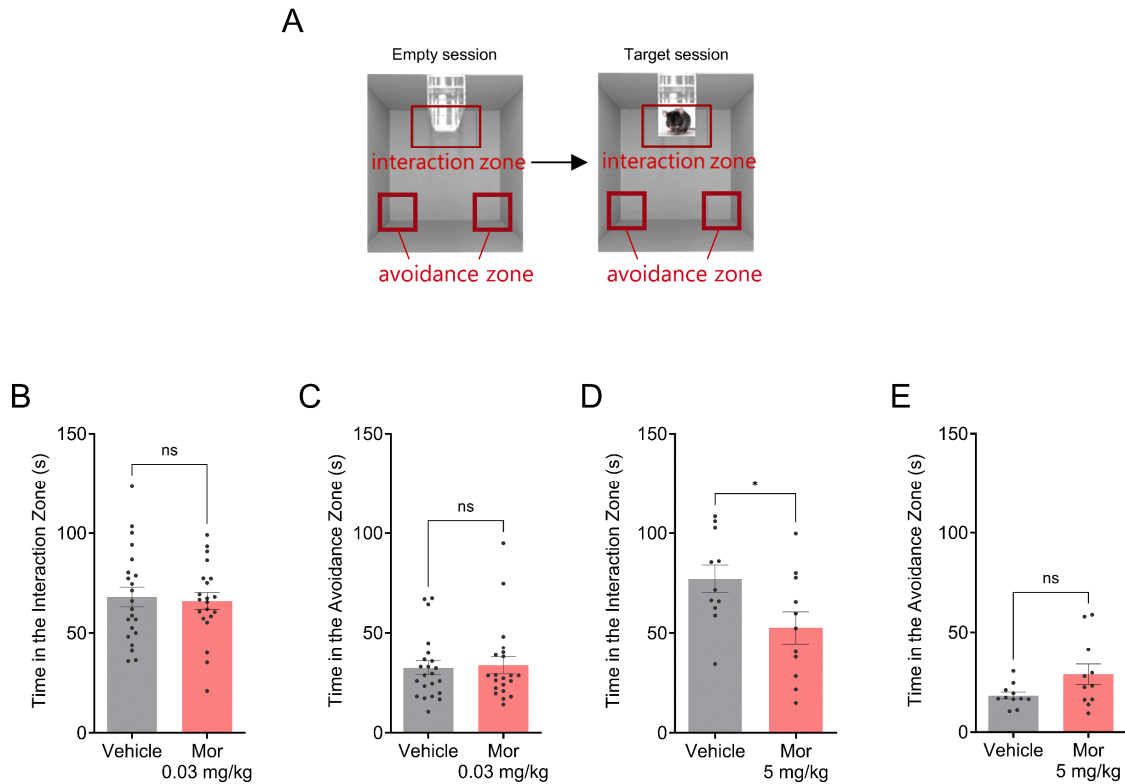 A
Empty session
Target session
interaction zone
interaction zone
avoidance zone
avoidance zone
B
Time in the Interaction Zone (s)
150
100
50
0
ns
Vehicle
Mor
0.03 mg/kg
C
Time in the Avoidance Zone (s)
150
100
50
0
ns
Vehicle
Mor
0.03 mg/kg
D
Time in the Interaction Zone (s)
150
100
50
0
*
Vehicle
Mor
5 mg/kg
E
Time in the Avoidance Zone (s)
150
100
50
0
ns
Vehicle
Mor
5 mg/kg